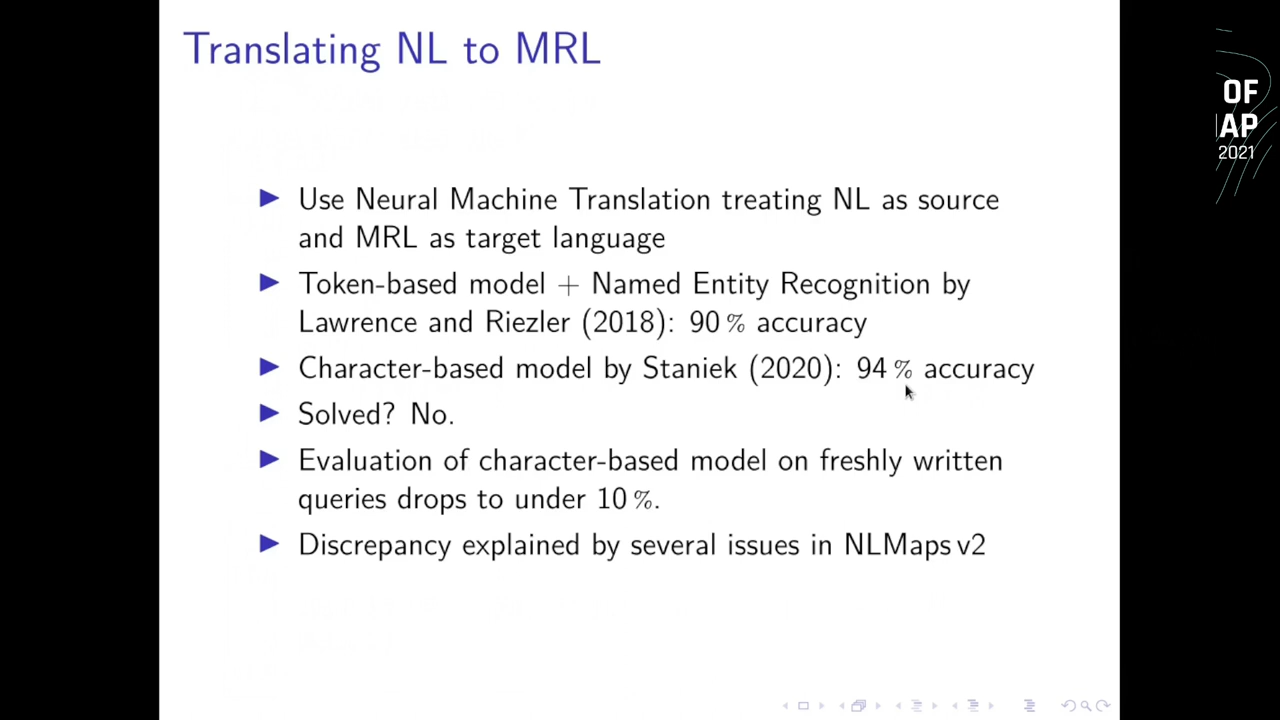 Translating NL to MRL
OF
AP
2021
▶ Use Neural Machine Translation treating NL as source
and MRL as target language
▶ Token-based model + Named Entity Recognition by
Lawrence and Riezler (2018): 90 % accuracy
▶ Character-based model by Staniek (2020): 94 % accuracy
▶ Solved? No.
▶ Evaluation of character-based model on freshly written
queries drops to under 10 %.
▶ Discrepancy explained by several issues in NLMaps v2